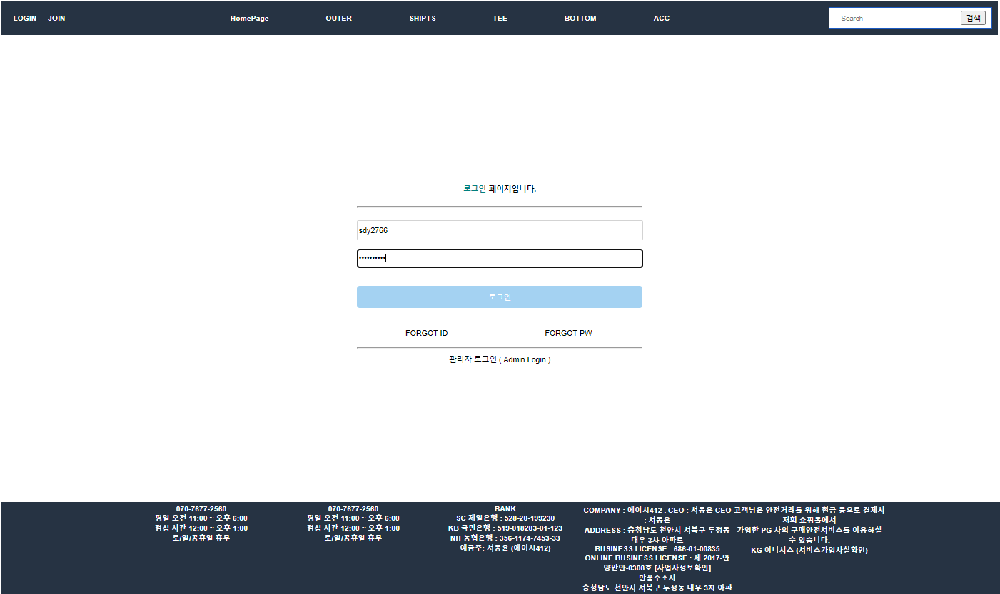 LOGIN JOIN HomePage OUTER SHIPTS TEE BOTTOM ACC Search 검색
로그인 페이지입니다.
sdy2766
••••••••••
로그인
FORGOT ID FORGOT PW
관리자 로그인 ( Admin Login )
070-7677-2560
평일 오전 11:00 ~ 오후 6:00
점심 시간 12:00 ~ 오후 1:00
토/일/공휴일 휴무
070-7677-2560
평일 오전 11:00 ~ 오후 6:00
점심 시간 12:00 ~ 오후 1:00
토/일/공휴일 휴무
BANK
SC 제일은행 : 528-20-199230
KB 국민은행 : 519-018283-01-123
NH 농협은행 : 356-1174-7453-33
예금주: 서동윤 (에이치412)
COMPANY : 에이치412 . CEO : 서동윤 CEO
: 서동윤
ADDRESS : 충청남도 천안시 서북구 두정동
대우 3차 아파트
BUSINESS LICENSE : 686-01-00835
ONLINE BUSINESS LICENSE : 제 2017-안
양만안-0308호 [사업자정보확인]
반품주소지
충청남도 천안시 서북구 두정동 대우 3차 아파
고객님은 안전거래를 위해 현금 등으로 결제시
저희 쇼핑몰에서
가입한 PG 사의 구매안전서비스를 이용하실
수 있습니다.
KG 이니시스 (서비스가입사실확인)